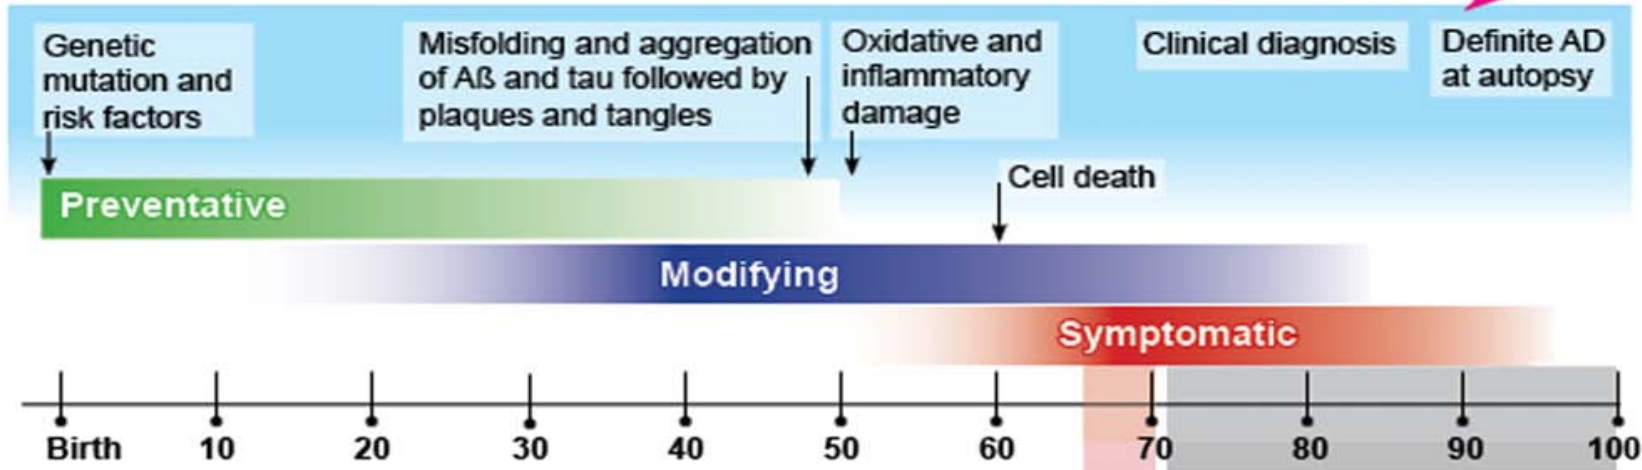 Genetic
mutation and
risk factors
Misfolding and aggregation
of Aß and tau followed by
plaques and tangles
Oxidative and
inflammatory
damage
Clinical diagnosis
Definite AD
at autopsy
Cell death
Preventative
Modifying
Symptomatic
Birth 10 20 30 40 50 60 70 80 90 100